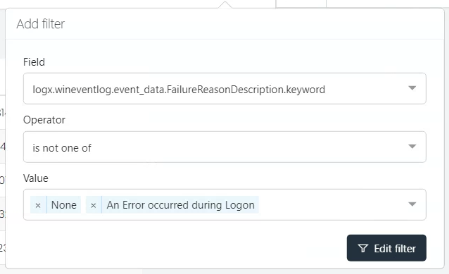 Add filter
Field
logx.wineventlog.event_data.FailureReasonDescription.keyword
Operator
is not one of
Value
× None × An Error occurred during Logon
Edit filter